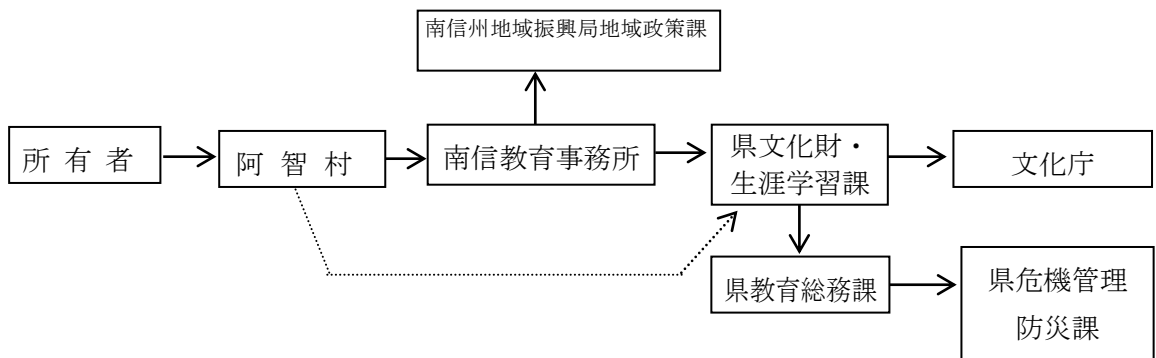 南信州地域振興局地域政策課
所有者
阿智村
南信教育事務所
県文化財・
生涯学習課
文化庁
県教育総務課
県危機管理
防災課